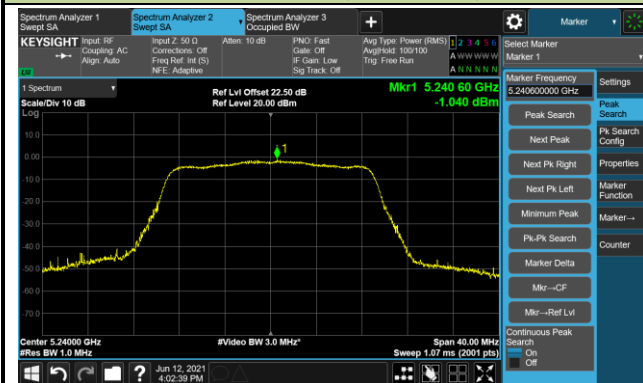 Spectrum Analyzer 1
Swept SA
Spectrum Analyzer 2
Swept SA
Spectrum Analyzer 3
Occupied BW
+
Marker
KEYSIGHT
Input: RF
Coupling: AC
Align: Auto
Input Z: 50 Ω
Corrections: Off
Freq Ref: Int (S)
NFE: Adaptive
Atten: 10 dB
PNO: Fast
Gate: Off
IF Gain: Low
Sig Track: Off
Avg Type: Power (RMS)
Avg|Hold: 100/100
Trig: Free Run
1 2 3 4 5 6
A W W W W W
A N N N N N
Select Marker
Marker 1
1 Spectrum
Scale/Div 10 dB
Log
Ref Lvl Offset 22.50 dB
Ref Level 20.00 dBm
Mkr1 5.240 60 GHz
-1.040 dBm
10.0
0.00
-10.0
-20.0
-30.0
-40.0
-50.0
-60.0
-70.0
1
Center 5.24000 GHz
#Res BW 1.0 MHz
#Video BW 3.0 MHz*
Span 40.00 MHz
Sweep 1.07 ms (2001 pts)
Marker Frequency
5.240600000 GHz
Peak Search
Next Peak
Next Pk Right
Next Pk Left
Minimum Peak
Pk-Pk Search
Marker Delta
Mkr→CF
Mkr→Ref Lvl
Continuous Peak
Search
On
Off
Settings
Peak
Search
Pk Search
Config
Properties
Marker
Function
Marker→
Counter
?
Jun 12, 2021
4:02:39 PM